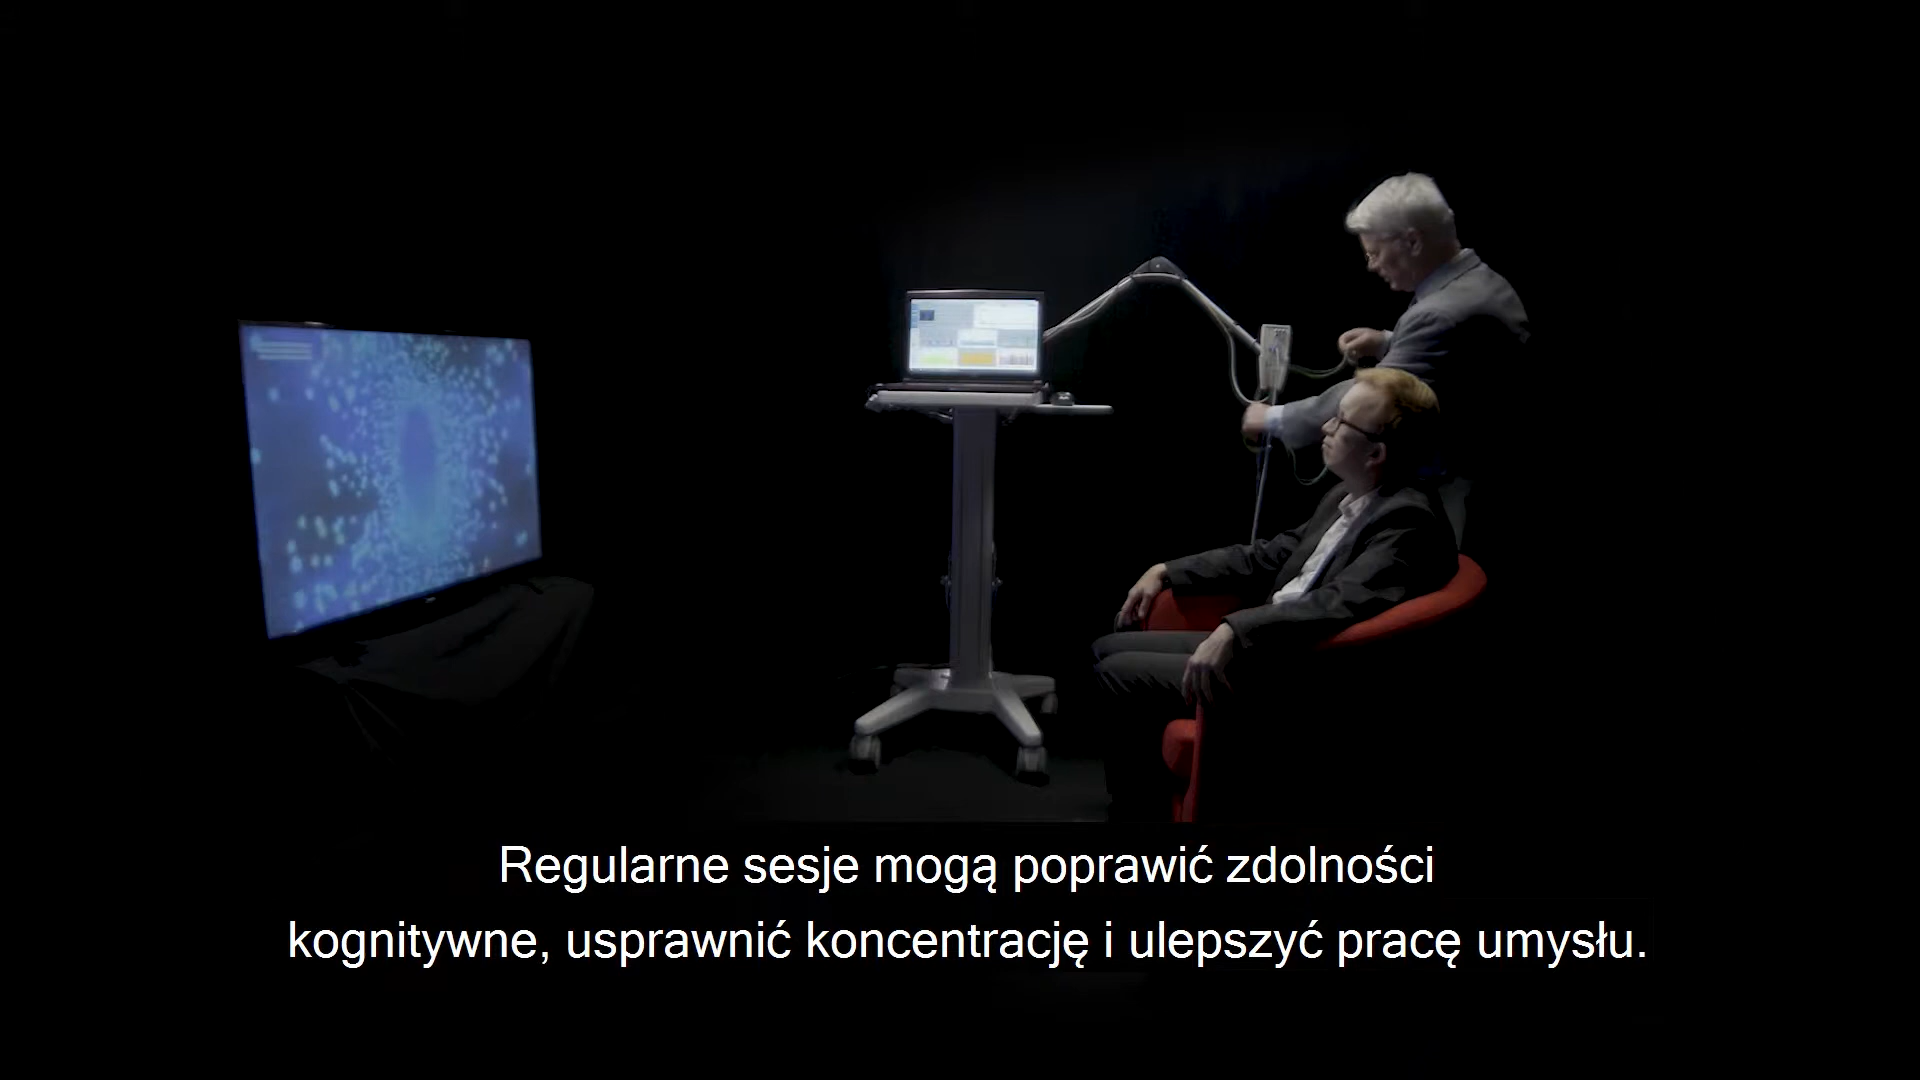 Regularne sesje mogą poprawić zdolności
kognitywne, usprawnić koncentrację i ulepszyć pracę umysłu.